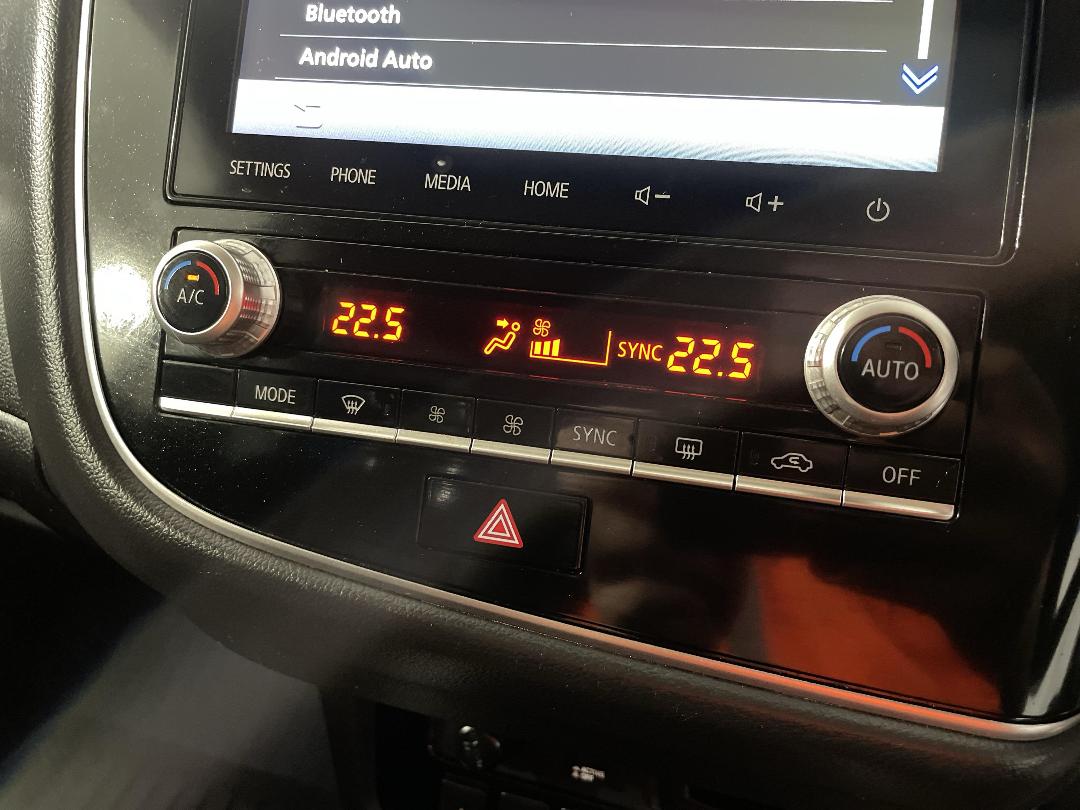 Bluetooth
Android Auto
SETTINGS PHONE MEDIA HOME
A/C 22.5 SYNC 22.5 AUTO
MODE SYNC OFF